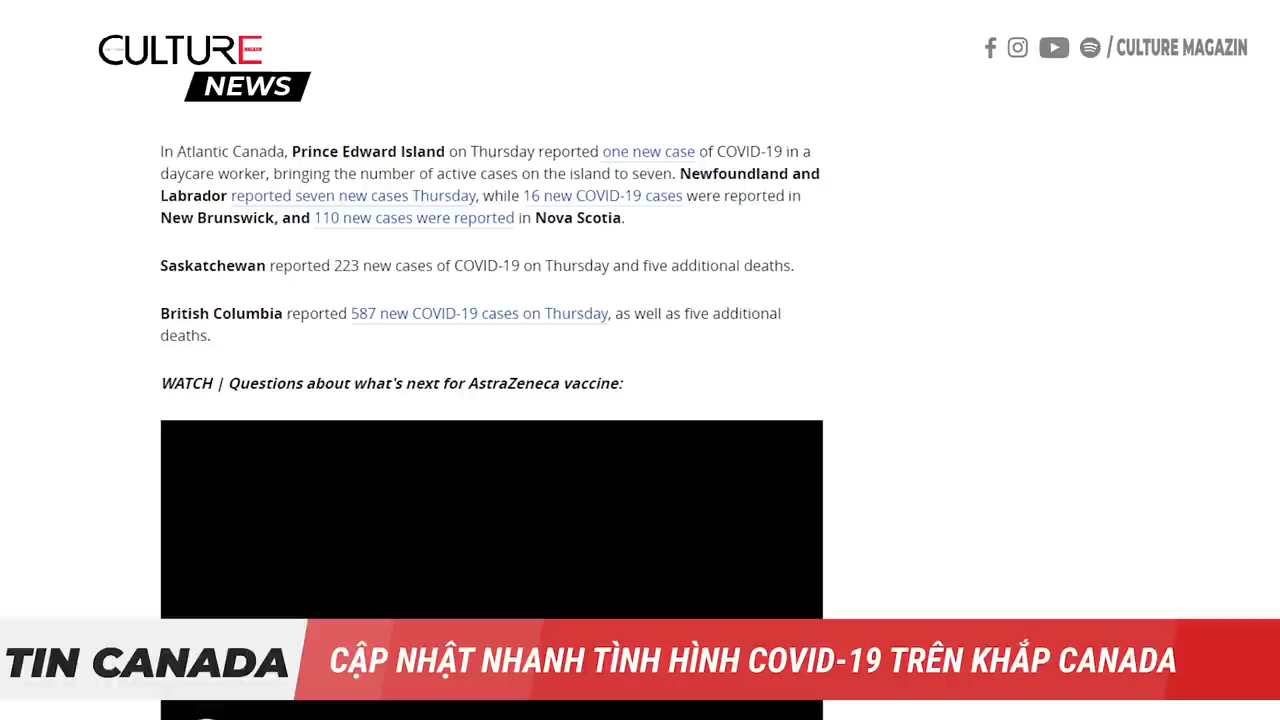 CULTURE
NEWS
/ CULTURE MAGAZIN
In Atlantic Canada, Prince Edward Island on Thursday reported one new case of COVID-19 in a
daycare worker, bringing the number of active cases on the island to seven. Newfoundland and
Labrador reported seven new cases Thursday, while 16 new COVID-19 cases were reported in
New Brunswick, and 110 new cases were reported in Nova Scotia.
Saskatchewan reported 223 new cases of COVID-19 on Thursday and five additional deaths.
British Columbia reported 587 new COVID-19 cases on Thursday, as well as five additional
deaths.
WATCH | Questions about what's next for AstraZeneca vaccine:
TIN CANADA
CẬP NHẬT NHANH TÌNH HÌNH COVID-19 TRÊN KHẮP CANADA